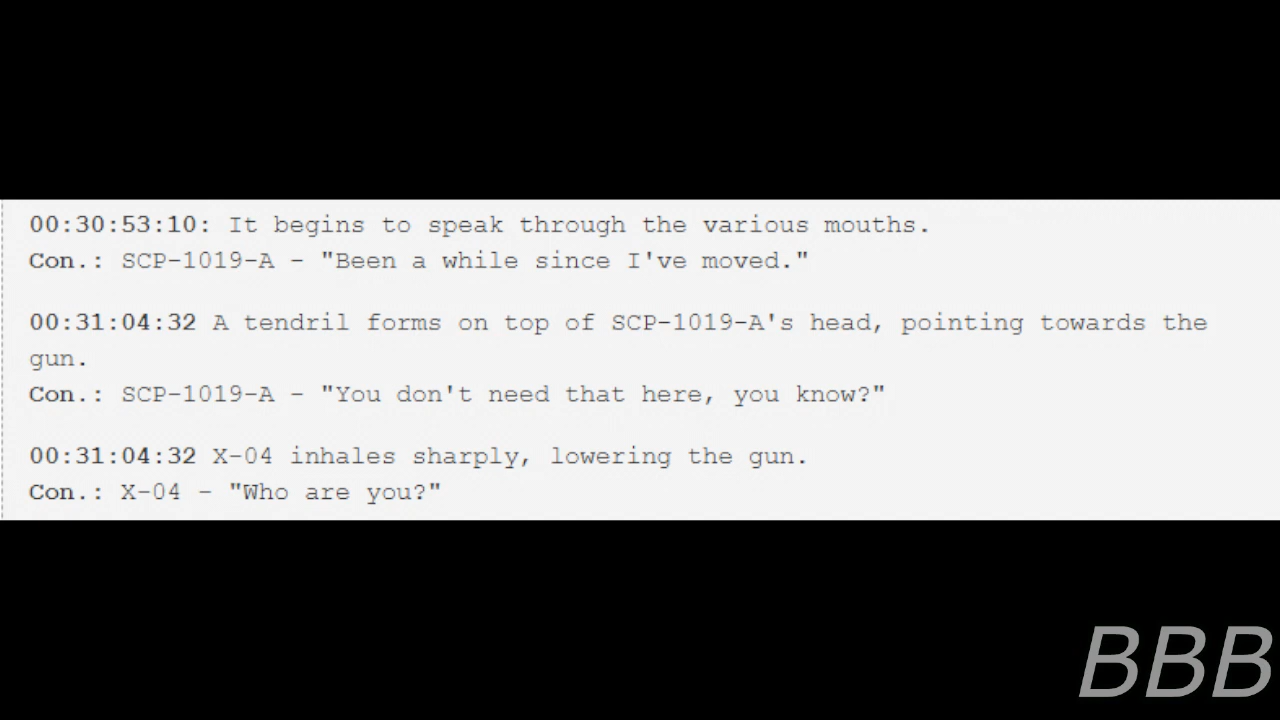 00:30:53:10: It begins to speak through the various mouths.
Con.: SCP-1019-A - "Been a while since I've moved."
00:31:04:32 A tendril forms on top of SCP-1019-A's head, pointing towards the
gun.
Con.: SCP-1019-A - "You don't need that here, you know?"
00:31:04:32 X-04 inhales sharply, lowering the gun.
Con.: X-04 - "Who are you?"
BBB